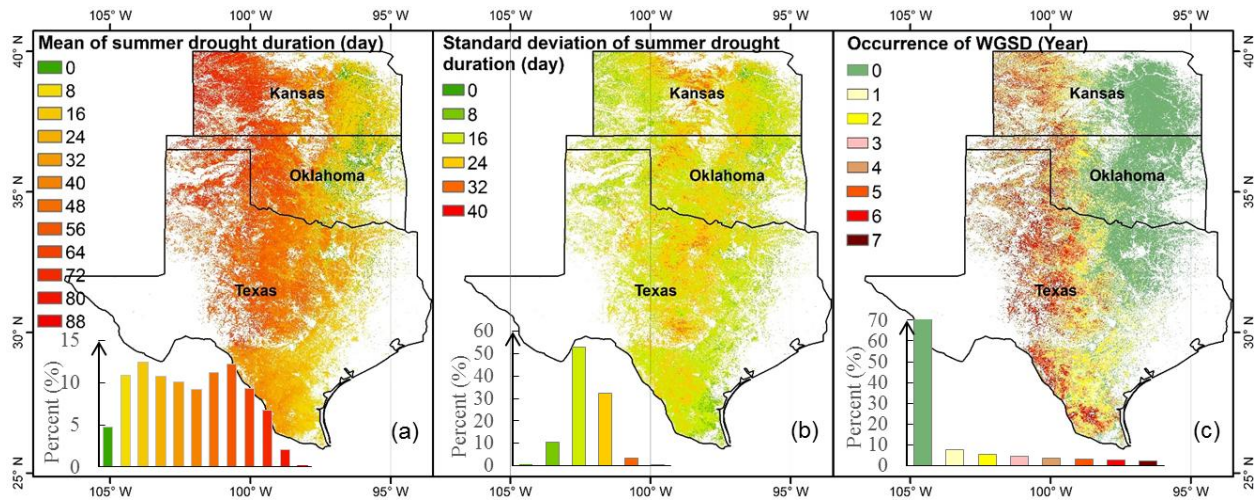 105° W 100° W 95° W 105° W 100° W 95° W 105° W 100° W 95° W
Mean of summer drought duration (day)
0
8
16
24
32
40
48
56
64
72
80
88
Kansas
Oklahoma
Texas
15
10
5
0
Percent (%)
(a)
Standard deviation of summer drought
duration (day)
0
8
16
24
32
40
Kansas
Oklahoma
Texas
60
50
40
30
20
10
0
Percent (%)
(b)
Occurrence of WGSD (Year)
0
1
2
3
4
5
6
7
Kansas
Oklahoma
Texas
70
60
50
40
30
20
10
0
Percent (%)
(c)
40° N
35° N
30° N
25° N
40° N
35° N
30° N
25° N
105° W 100° W 95° W 105° W 100° W 95° W 105° W 100° W 95° W